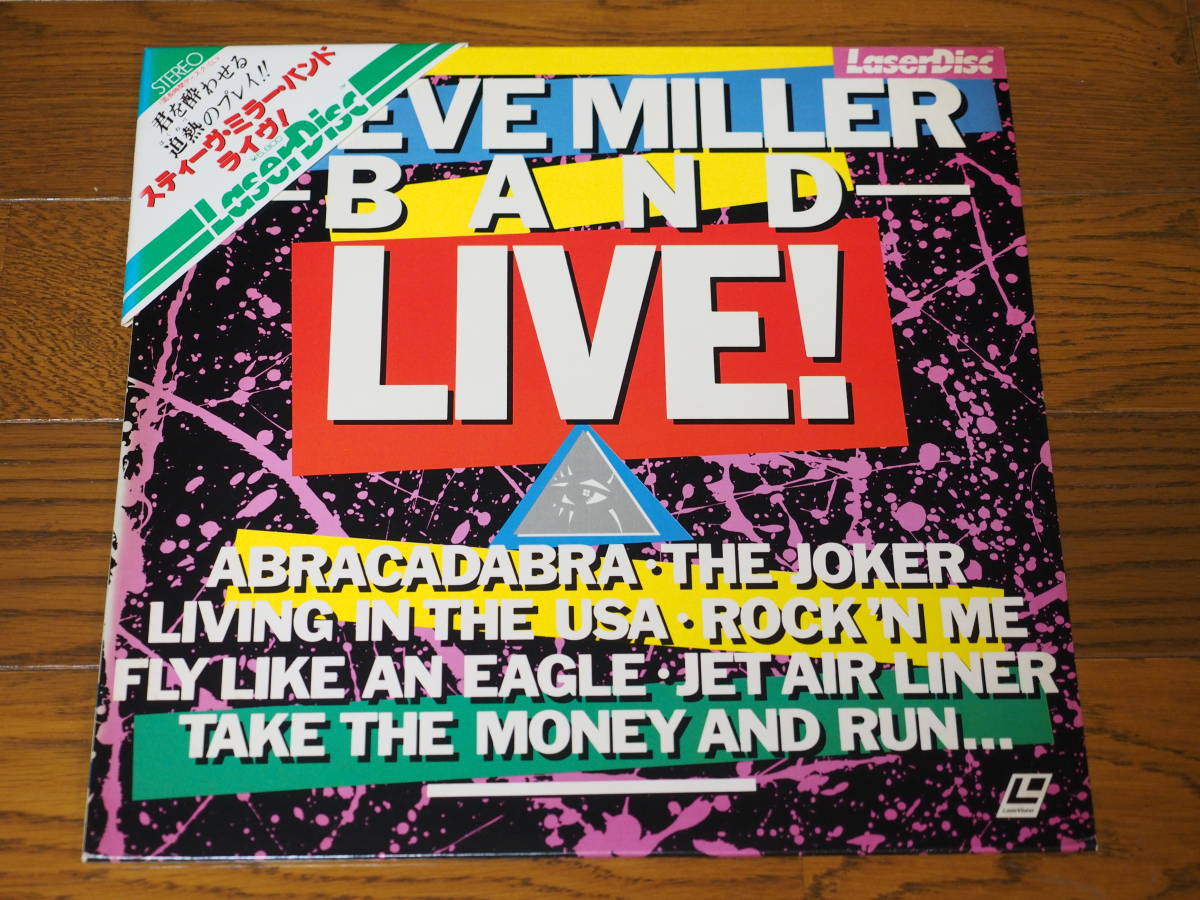 STEREO
君を酔わせる
迫熱のプレイ!!
スティーヴ・ミラー・バンド
ライヴ!
LaserDisc
LaserDisc
EVE MILLER
BAND
LIVE!
ABRACADABRA · THE JOKER
LIVING IN THE USA · ROCK 'N ME
FLY LIKE AN EAGLE · JET AIR LINER
TAKE THE MONEY AND RUN...
LaserVision